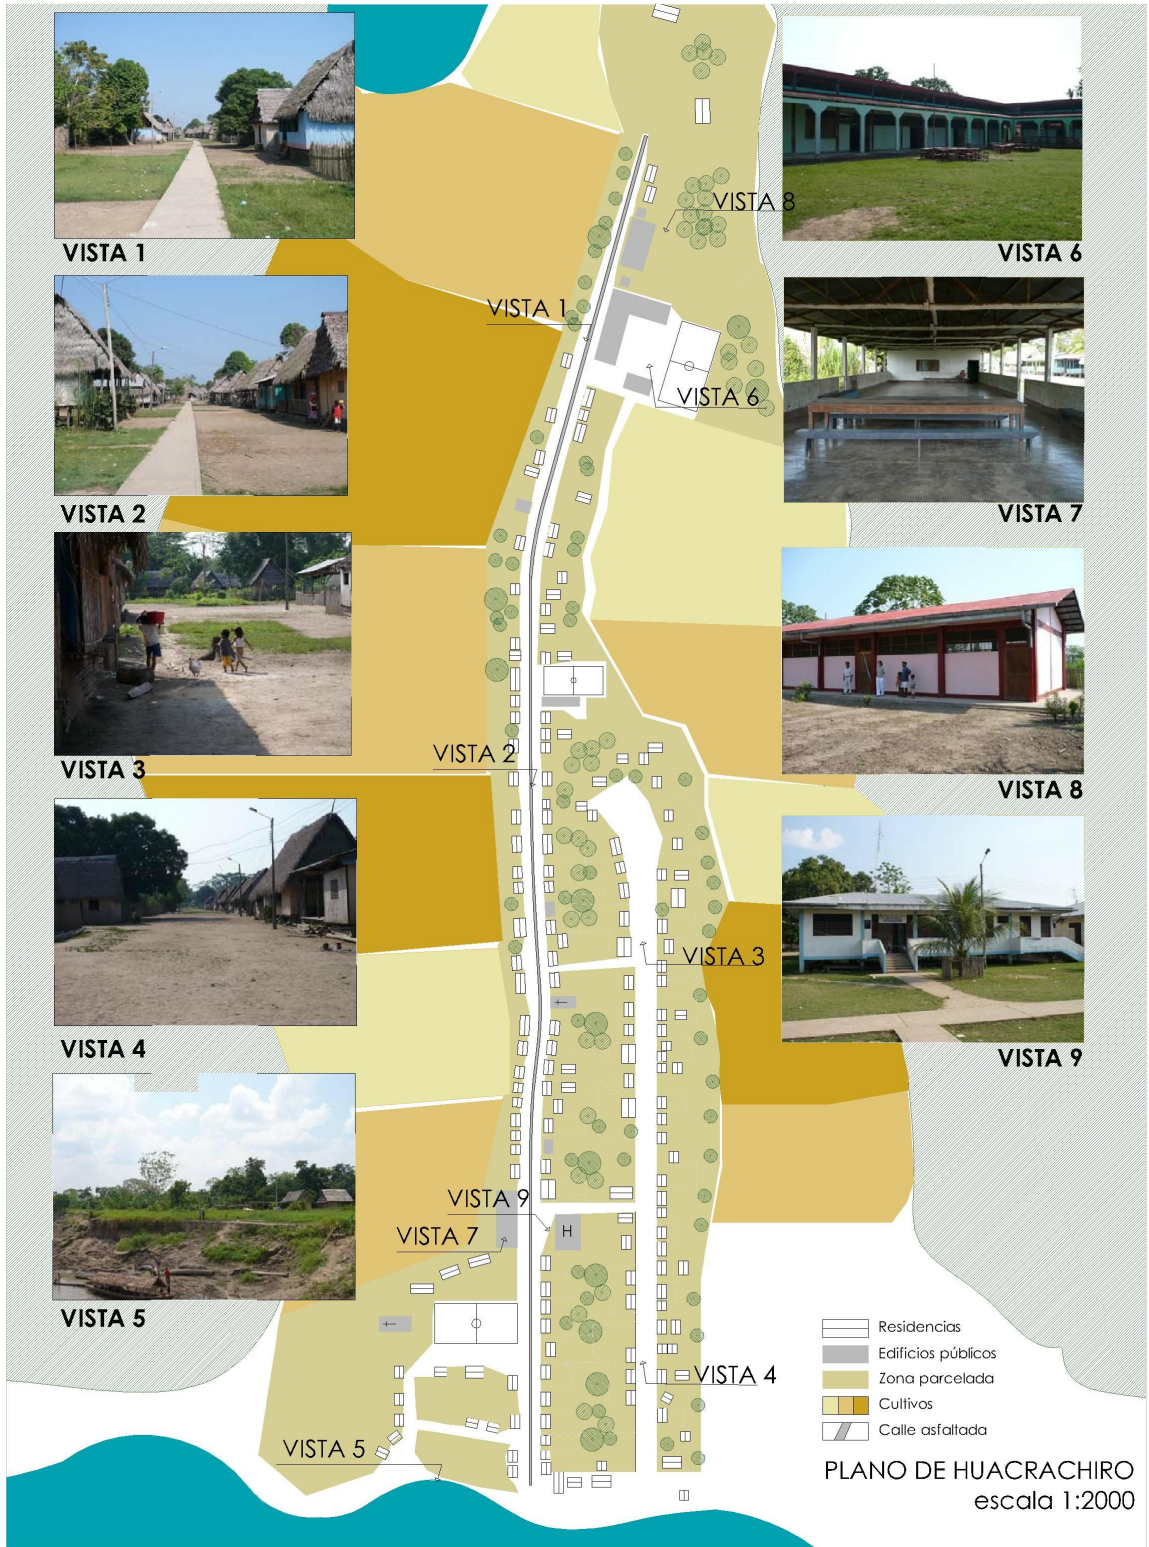 VISTA 1
VISTA 2
VISTA 3
VISTA 4
VISTA 5
VISTA 8
VISTA 1
VISTA 6
VISTA 2
VISTA 3
VISTA 9
H
VISTA 7
VISTA 4
VISTA 5
VISTA 6
VISTA 7
VISTA 8
VISTA 9
Residencias
Edificios públicos
Zona parcelada
Cultivos
Calle asfaltada
PLANO DE HUACRACHIRO
escala 1:2000